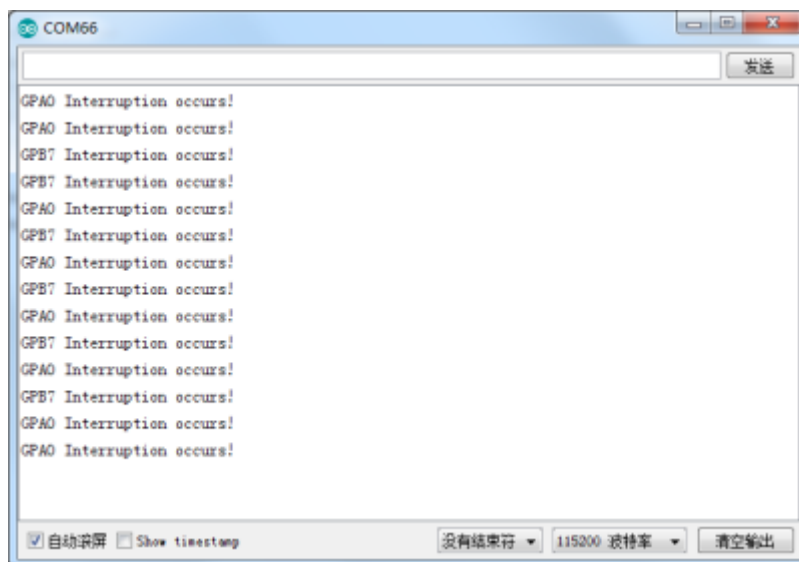 COM66
发送
GPA0 Interruption occurs!
GPA0 Interruption occurs!
GPB7 Interruption occurs!
GPB7 Interruption occurs!
GPA0 Interruption occurs!
GPB7 Interruption occurs!
GPA0 Interruption occurs!
GPB7 Interruption occurs!
GPA0 Interruption occurs!
GPB7 Interruption occurs!
GPA0 Interruption occurs!
GPB7 Interruption occurs!
GPA0 Interruption occurs!
GPA0 Interruption occurs!
自动滚屏 Show timestamp 没有结束符 115200 波特率 清空输出